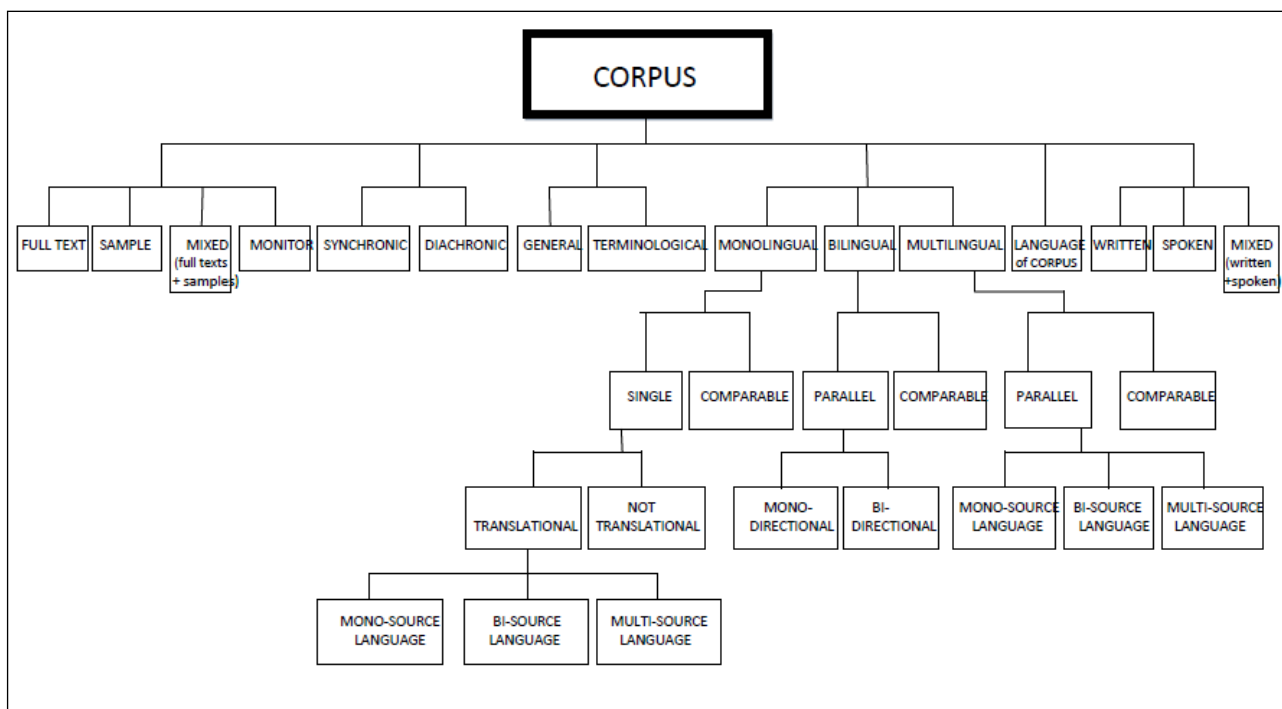 CORPUS
FULL TEXT
SAMPLE
MIXED
(full texts
+ samples)
MONITOR
SYNCHRONIC
DIACHRONIC
GENERAL
TERMINOLOGICAL
MONOLINGUAL
BILINGUAL
MULTILINGUAL
LANGUAGE
of CORPUS
WRITTEN
SPOKEN
MIXED
(written
+spoken)
SINGLE
COMPARABLE
PARALLEL
COMPARABLE
PARALLEL
COMPARABLE
TRANSLATIONAL
NOT
TRANSLATIONAL
MONO-
DIRECTIONAL
BI-
DIRECTIONAL
MONO-SOURCE
LANGUAGE
BI-SOURCE
LANGUAGE
MULTI-SOURCE
LANGUAGE
MONO-SOURCE
LANGUAGE
BI-SOURCE
LANGUAGE
MULTI-SOURCE
LANGUAGE